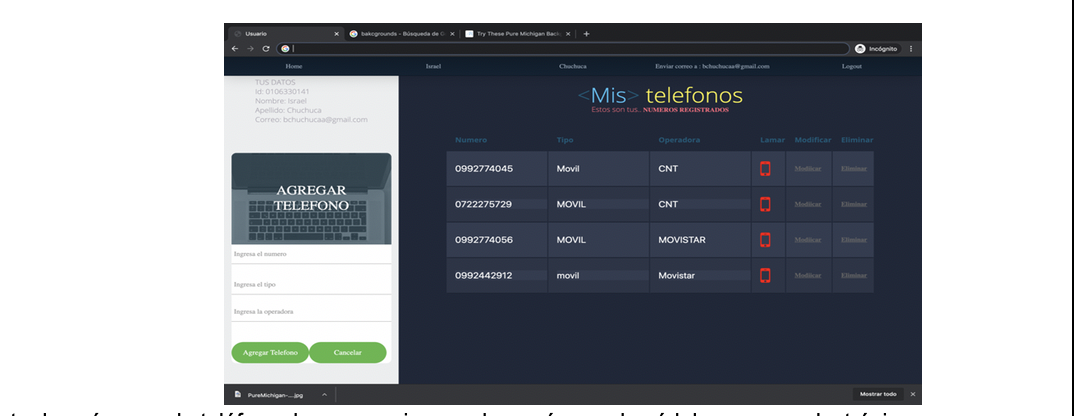 Usuario
bakcgrounds - Búsqueda de G
Try These Pure Michigan Back
Incógnito
Home Israel Chuchuca Enviar correo a : bchuchucaa@gmail.com Logout
TUS DATOS
Id: 0106330141
Nombre: Israel
Apellido: Chuchuca
Correo: bchuchucaa@gmail.com
AGREGAR
TELEFONO
Ingresa el numero
Ingresa el tipo
Ingresa la operadora
Agregar Telefono Cancelar
<Mis> telefonos
Estos son tus.. NUMEROS REGISTRADOS
Numero Tipo Operadora Lamar Modificar Eliminar
0992774045 Movil CNT Modificar Eliminar
0722275729 MOVIL CNT Modificar Eliminar
0992774056 MOVIL MOVISTAR Modificar Eliminar
0992442912 movil Movistar Modificar Eliminar
PureMichigan-....jpg
Mostrar todo